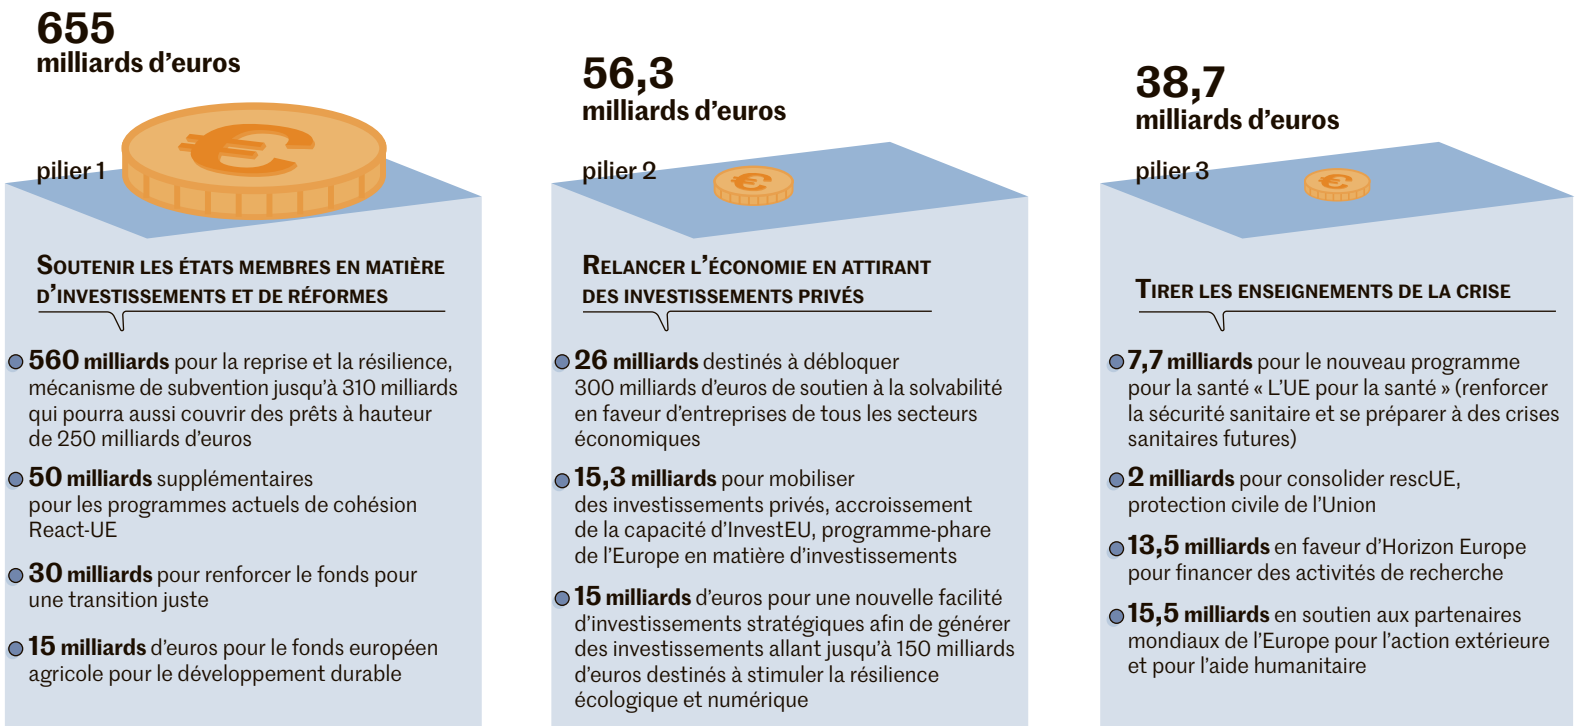 655
milliards d’euros
pilier 1
SOUTENIR LES ÉTATS MEMBRES EN MATIÈRE
D’INVESTISSEMENTS ET DE RÉFORMES
560 milliards pour la reprise et la résilience,
mécanisme de subvention jusqu’à 310 milliards
qui pourra aussi couvrir des prêts à hauteur
de 250 milliards d’euros
50 milliards supplémentaires
pour les programmes actuels de cohésion
React-UE
30 milliards pour renforcer le fonds pour
une transition juste
15 milliards d’euros pour le fonds européen
agricole pour le développement durable
56,3
milliards d’euros
pilier 2
RELANCER L’ÉCONOMIE EN ATTIRANT
DES INVESTISSEMENTS PRIVÉS
26 milliards destinés à débloquer
300 milliards d’euros de soutien à la solvabilité
en faveur d’entreprises de tous les secteurs
économiques
15,3 milliards pour mobiliser
des investissements privés, accroissement
de la capacité d’InvestEU, programme-phare
de l’Europe en matière d’investissements
15 milliards d’euros pour une nouvelle facilité
d’investissements stratégiques afin de générer
des investissements allant jusqu’à 150 milliards
d’euros destinés à stimuler la résilience
écologique et numérique
38,7
milliards d’euros
pilier 3
TIRER LES ENSEIGNEMENTS DE LA CRISE
7,7 milliards pour le nouveau programme
pour la santé « L’UE pour la santé » (renforcer
la sécurité sanitaire et se préparer à des crises
sanitaires futures)
2 milliards pour consolider rescUE,
protection civile de l’Union
13,5 milliards en faveur d’Horizon Europe
pour financer des activités de recherche
15,5 milliards en soutien aux partenaires
mondiaux de l’Europe pour l’action extérieure
et pour l’aide humanitaire